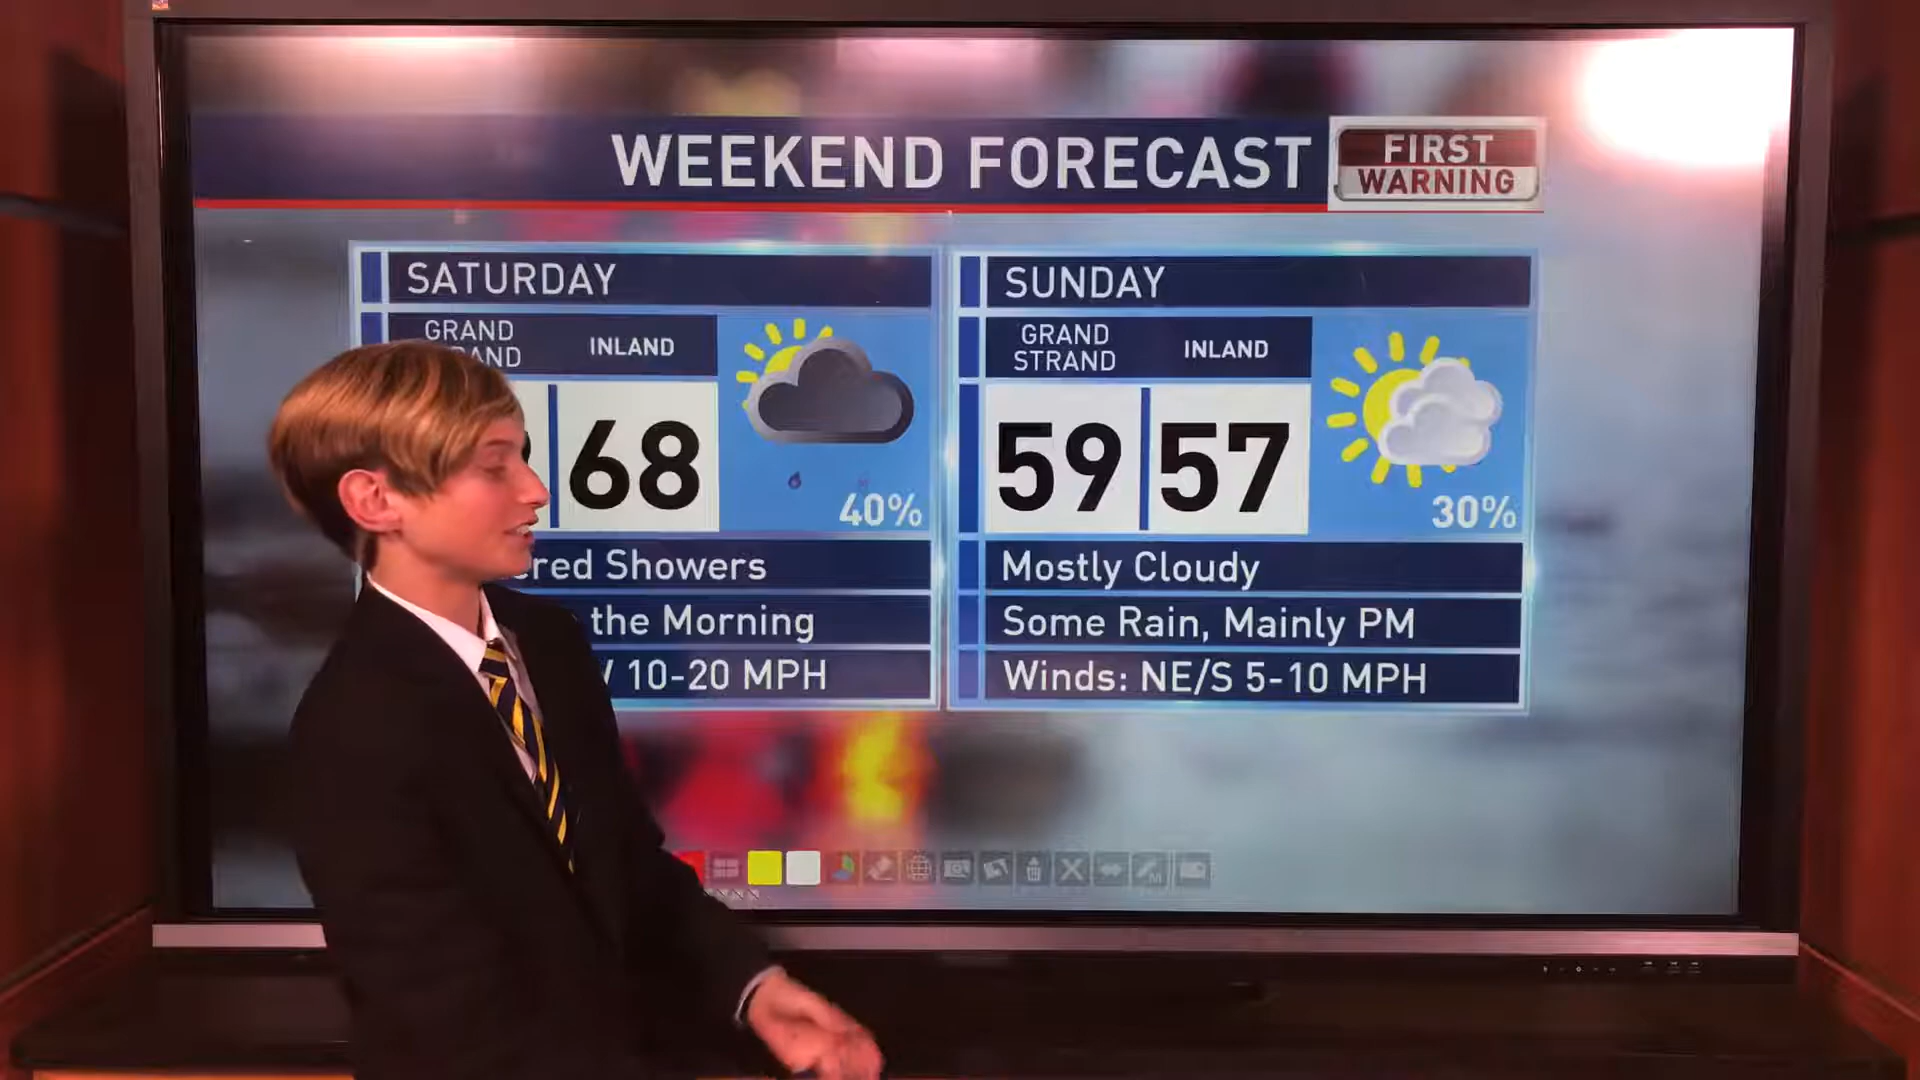 WEEKEND FORECAST
FIRST
WARNING
SATURDAY
GRAND
INLAND
68
40%
Showers
the Morning
10-20 MPH
SUNDAY
GRAND
STRAND
INLAND
59
57
30%
Mostly Cloudy
Some Rain, Mainly PM
Winds: NE/S 5-10 MPH